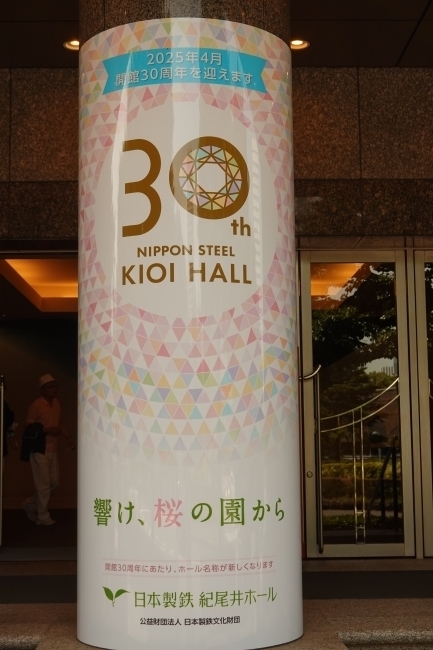 2025年4月
開館30周年を迎えます。
30th
NIPPON STEEL
KIOI HALL
響け、桜の園から
開館30周年にあたり、ホール名称が新しくなります
日本製鉄 紀尾井ホール
公益財団法人 日本製鉄文化財団